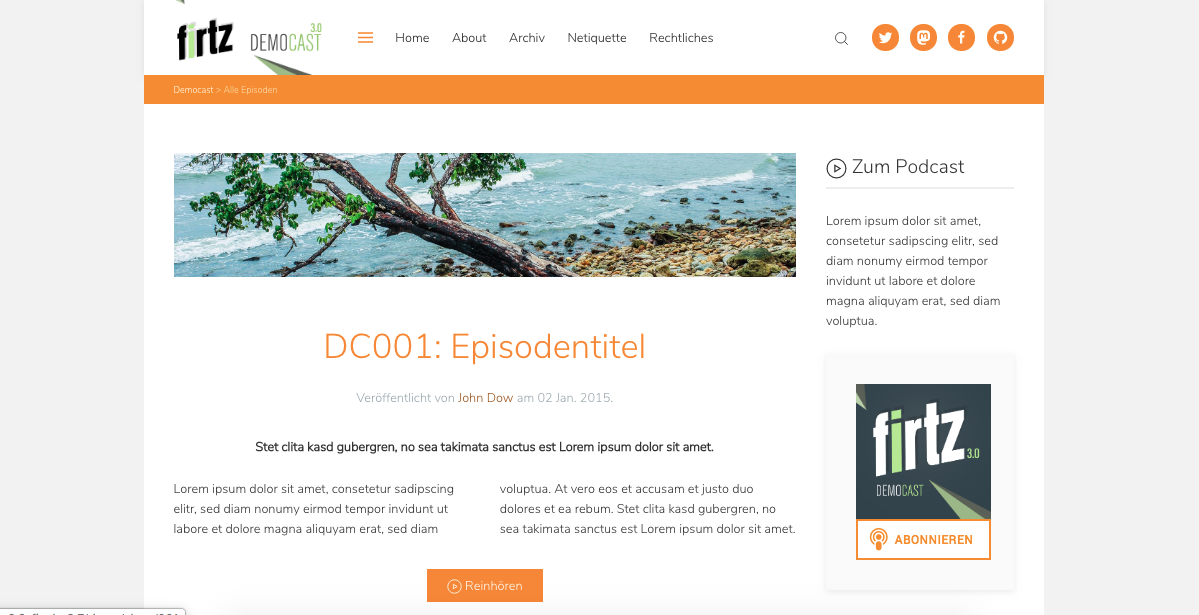 firtz DEMOCAST 3.0
Home About Archiv Netiquette Rechtliches
Democast > Alle Episoden
DC001: Episodentitel
Veröffentlicht von John Dow am 02 Jan. 2015.
Stet clita kasd gubergren, no sea takimata sanctus est Lorem ipsum dolor sit amet.
Lorem ipsum dolor sit amet, consetetur sadipscing
elitr, sed diam nonumy eirmod tempor invidunt ut
labore et dolore magna aliquyam erat, sed diam
voluptua. At vero eos et accusam et justo duo
dolores et ea rebum. Stet clita kasd gubergren, no
sea takimata sanctus est Lorem ipsum dolor sit amet.
Reinhören
Zum Podcast
Lorem ipsum dolor sit amet,
consetetur sadipscing elitr, sed
diam nonumy eirmod tempor
invidunt ut labore et dolore
magna aliquyam erat, sed diam
voluptua.
firtz 3.0
DEMOCAST
ABONNIEREN